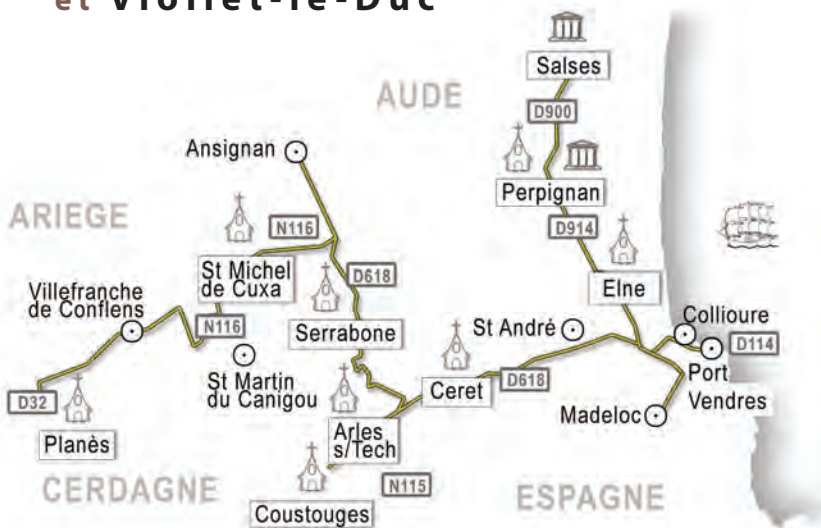 et Viollet-le-Duc
Salses
AUDE
D900
Ansignan
Perpignan
ARIEGE
N116
D914
St Michel
de Cuxa
D618
Elne
Villefranche
de Conflens
Serrabone
St André
Collioure
N116
D114
St Martin
du Canigou
Ceret
D618
Port
Vendres
D32
Madeloc
Planès
Arles
s/Tech
CERDAGNE
N115
ESPAGNE
Coustouges